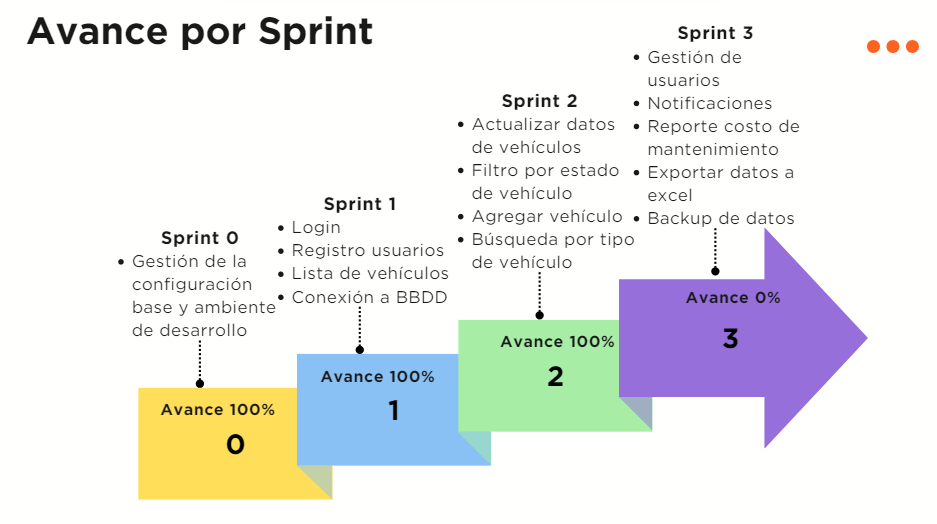 Avance por Sprint
Sprint 0
• Gestión de la
configuración
base y ambiente
de desarrollo
Avance 100%
0
Sprint 1
• Login
• Registro usuarios
• Lista de vehículos
• Conexión a BBDD
Avance 100%
1
Sprint 2
• Actualizar datos
de vehículos
• Filtro por estado
de vehículo
• Agregar vehículo
• Búsqueda por tipo
de vehículo
Avance 100%
2
Sprint 3
• Gestión de
usuarios
• Notificaciones
• Reporte costo de
mantenimiento
• Exportar datos a
excel
• Backup de datos
Avance 0%
3